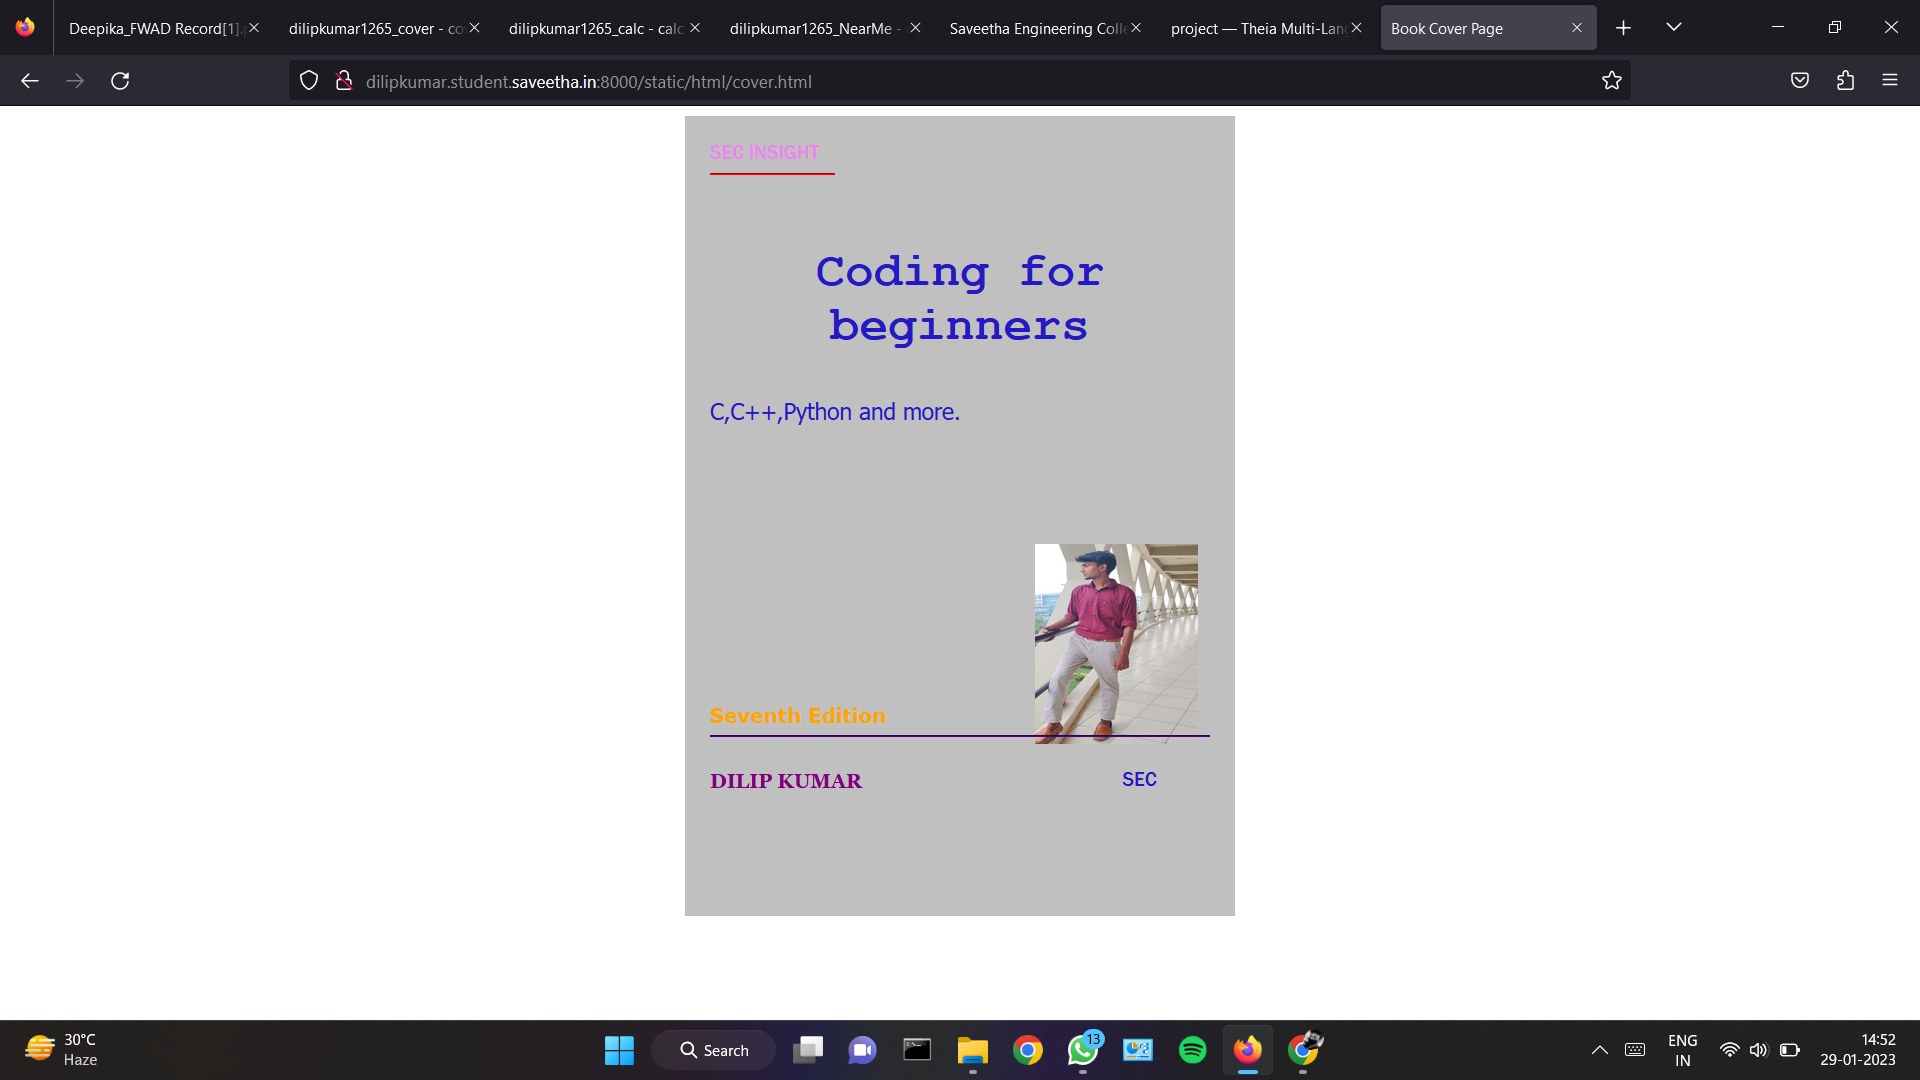 Deepika_FWAD Record[1].
dilipkumar1265_cover - co
dilipkumar1265_calc - calc
dilipkumar1265_NearMe -
Saveetha Engineering Colle
project — Theia Multi-Lang
Book Cover Page
dilipkumar.student.saveetha.in:8000/static/html/cover.html
SEC INSIGHT
Coding for
beginners
C,C++,Python and more.
Seventh Edition
DILIP KUMAR
SEC
30°C
Haze
Search
13
ENG
IN
14:52
29-01-2023